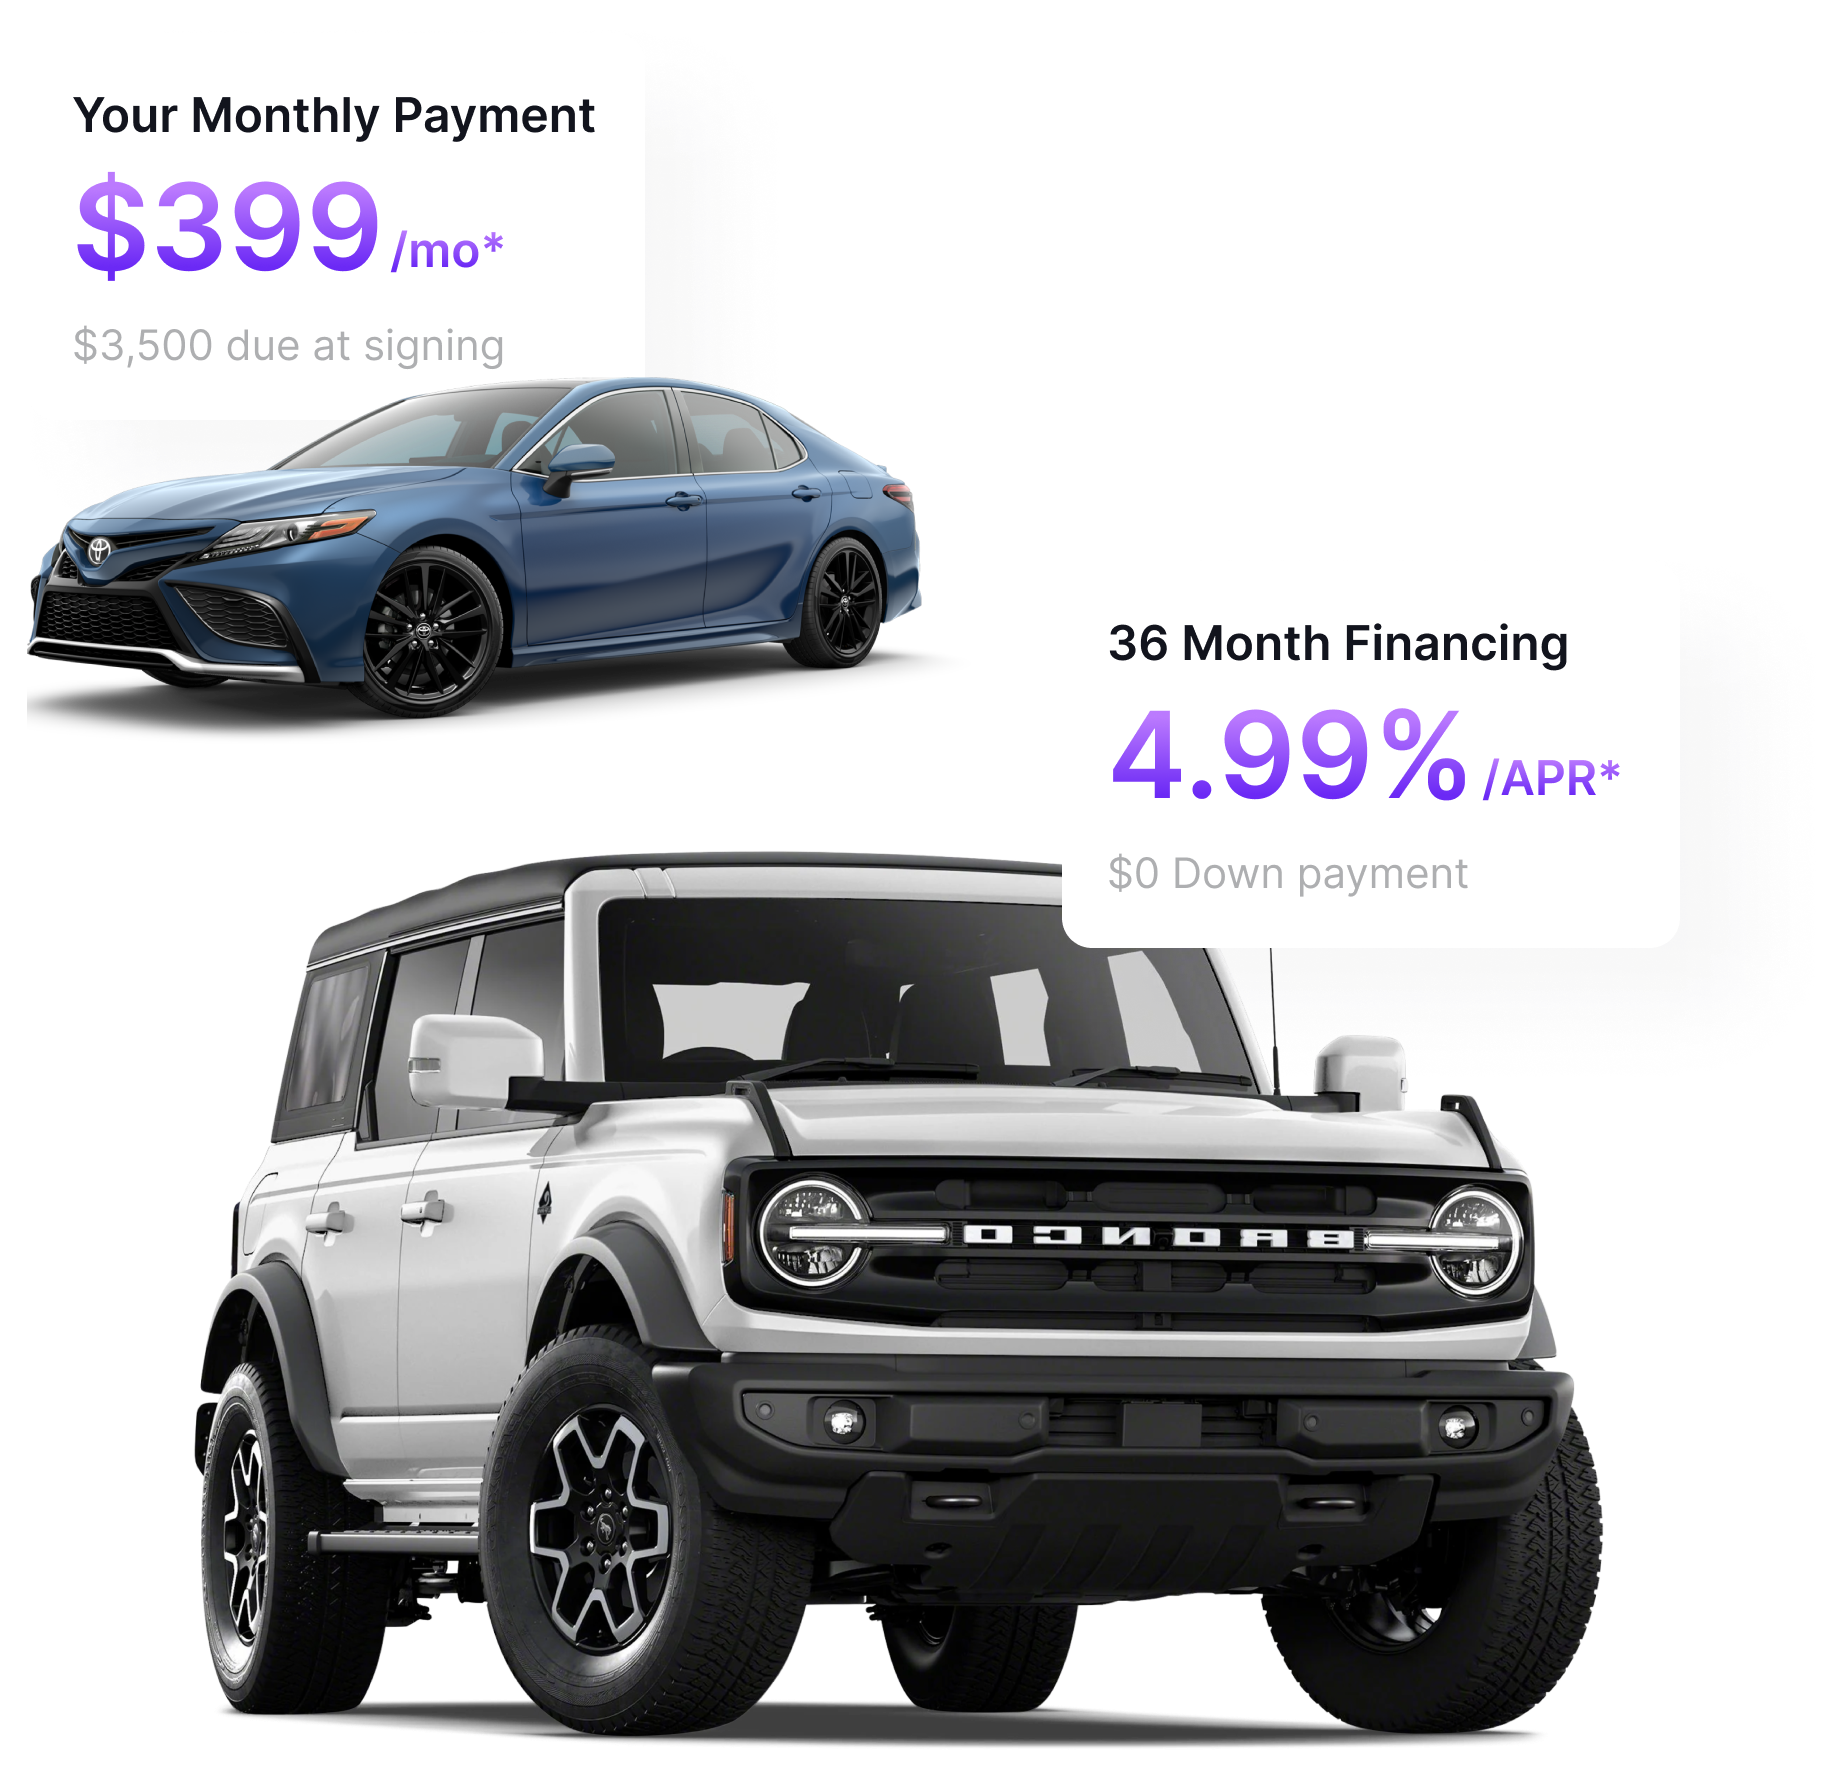 Your Monthly Payment
$399 /mo*
$3,500 due at signing
36 Month Financing
4.99% /APR*
$0 Down payment
BRONCO